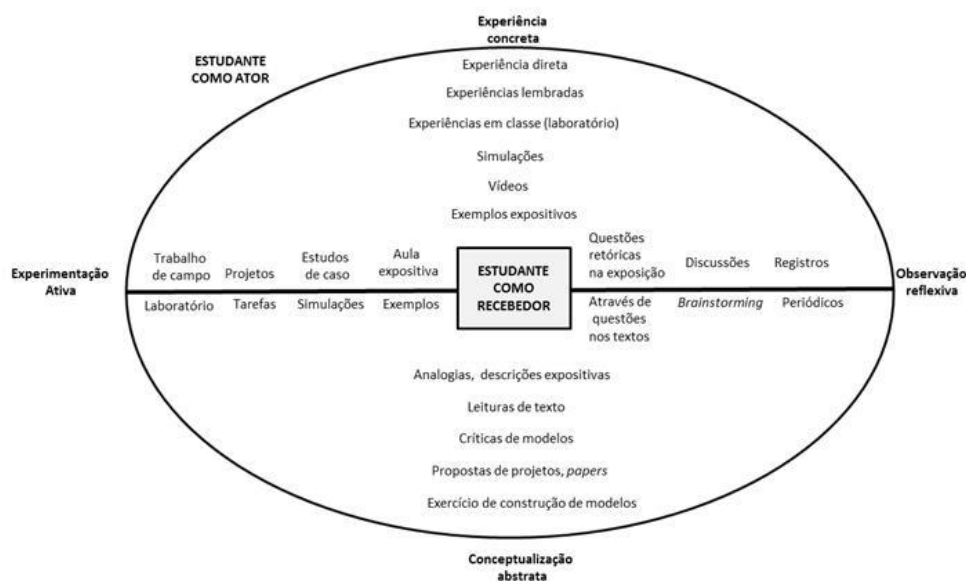 Experiência
concreta
ESTUDANTE
COMO ATOR
Experiência direta
Experiências lembradas
Experiências em classe (laboratório)
Simulações
Vídeos
Exemplos expositivos
Experimentação
Ativa
Trabalho
de campo
Projetos
Estudos
de caso
Aula
expositiva
Laboratório
Tarefas
Simulações
Exemplos
ESTUDANTE
COMO
RECEBEDOR
Questões
retóricas
na exposição
Discussões
Registros
Através de
questões
nos textos
Brainstorming
Periódicos
Observação
reflexiva
Analogias, descrições expositivas
Leituras de texto
Críticas de modelos
Propostas de projetos, papers
Exercício de construção de modelos
Conceptualização
abstrata